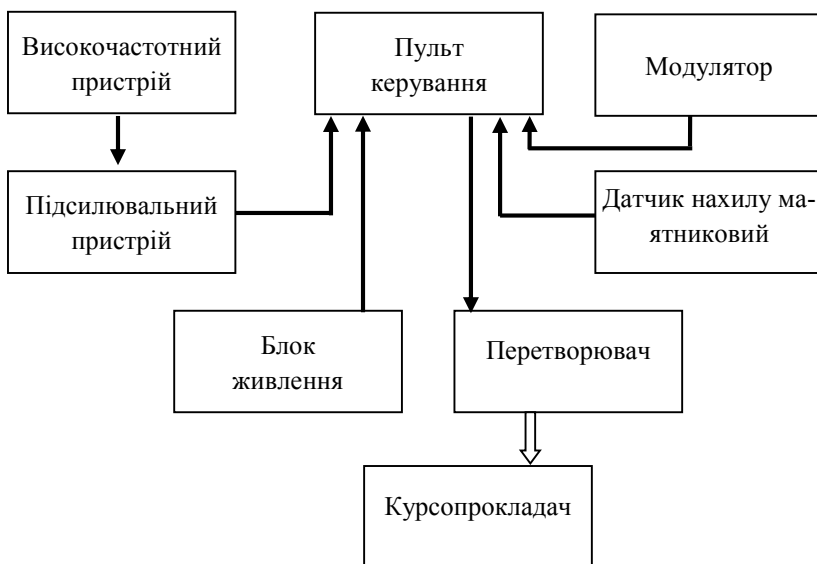 Високочастотний
пристрій
Пульт
керування
Модулятор
Підсилювальний
пристрій
Датчик нахилу ма-
ятниковий
Блок
живлення
Перетворювач
Курсопрокладач